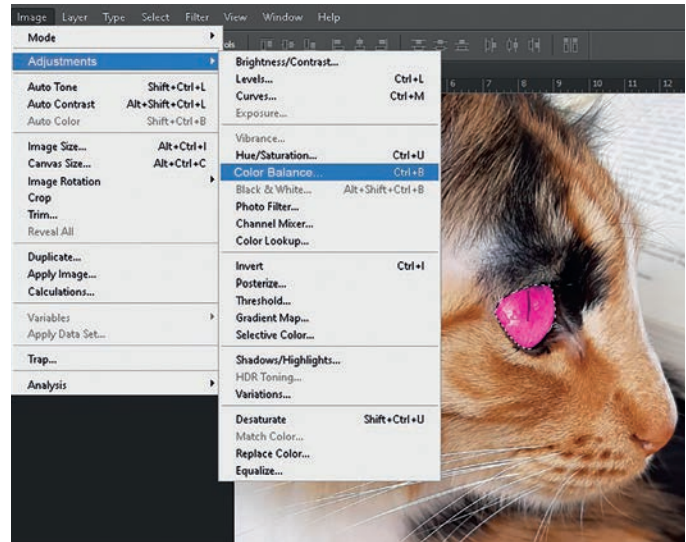 Image Layer Type Select Filter View Window Help
Mode
Adjustments
Auto Tone Shift+Ctrl+L
Auto Contrast Alt+Shift+Ctrl+L
Auto Color Shift+Ctrl+B
Image Size... Alt+Ctrl+I
Canvas Size... Alt+Ctrl+C
Image Rotation
Crop
Trim...
Reveal All
Duplicate...
Apply Image...
Calculations...
Variables
Apply Data Set...
Trap...
Analysis
Brightness/Contrast...
Levels... Ctrl+L
Curves... Ctrl+M
Exposure...
Vibrance...
Hue/Saturation... Ctrl+U
Color Balance... Ctrl+B
Black & White... Alt+Shift+Ctrl+B
Photo Filter...
Channel Mixer...
Color Lookup...
Invert Ctrl+I
Posterize...
Threshold...
Gradient Map...
Selective Color...
Shadows/Highlights...
HDR Toning...
Variations...
Desaturate Shift+Ctrl+U
Match Color...
Replace Color...
Equalize...
6 7 8 9 10 11 12